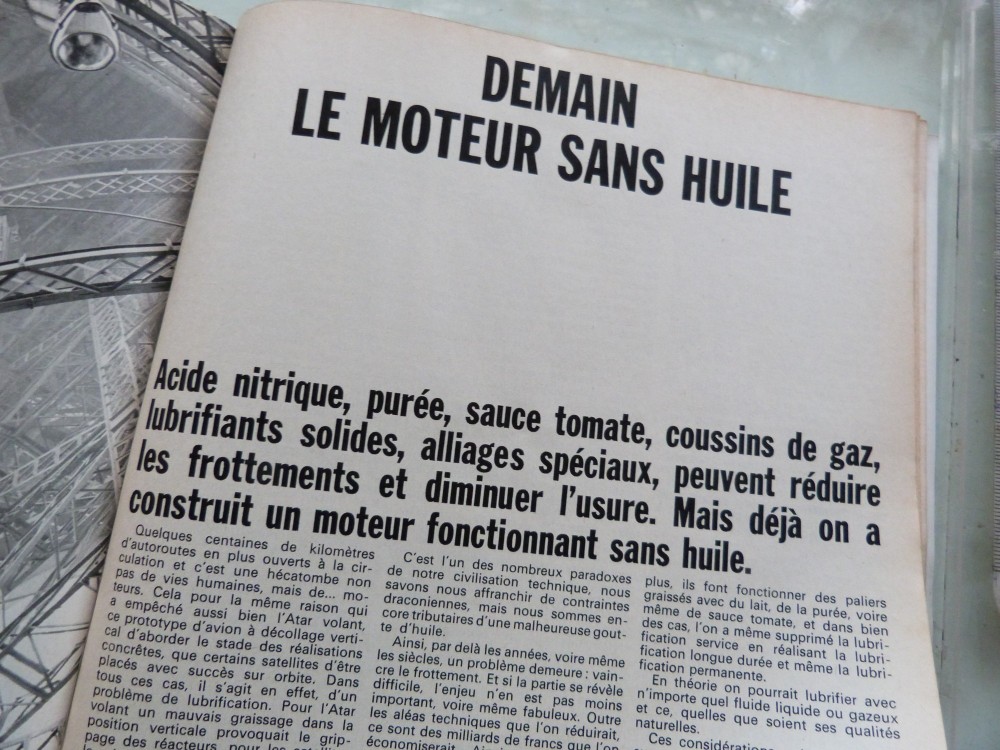 DEMAIN
LE MOTEUR SANS HUILE
Acide nitrique, purée, sauce tomate, coussins de gaz,
lubrifiants solides, alliages spéciaux, peuvent réduire
les frottements et diminuer l'usure. Mais déjà on a
construit un moteur fonctionnant sans huile.
Quelques centaines de kilomètres
d'autoroutes en plus ouverts à la cir-
culation et c'est une hécatombe non
pas de vies humaines, mais de... mo-
teurs. Cela pour la même raison qui
a empêché aussi bien l'Atar volant,
ce prototype d'avion à décollage verti-
cal d'aborder le stade des réalisations
concrètes, que certains satellites d'être
placés avec succès sur orbite. Dans
tous ces cas, il s'agit en effet, d'un
problème de lubrification. Pour l'Atar
volant un mauvais graissage dans la
position verticale provoquait le grip-
page des réacteurs, pour les
C'est l'un des nombreux paradoxes
de notre civilisation technique, nous
savons nous affranchir de contraintes
draconiennes, mais nous sommes en-
core tributaires d'une malheureuse gout-
te d'huile.
Ainsi, par delà les années, voire même
les siècles, un problème demeure : vain-
cre le frottement. Et si la partie se révèle
difficile, l'enjeu n'en est pas moins
important, voire même fabuleux. Outre
les aléas techniques que l'on réduirait,
ce sont des milliards de francs que l'on
économiserait.
plus, ils font fonctionner des paliers
graissés avec du lait, de la purée, voire
même de sauce tomate, et dans bien
des cas, l'on a même supprimé la lubri-
fication service en réalisant la lubri-
fication longue durée et même la lubri-
fication permanente.
En théorie on pourrait lubrifier avec
n'importe quel fluide liquide ou gazeux
et ce, quelles que soient ses qualités
naturelles.
Ces